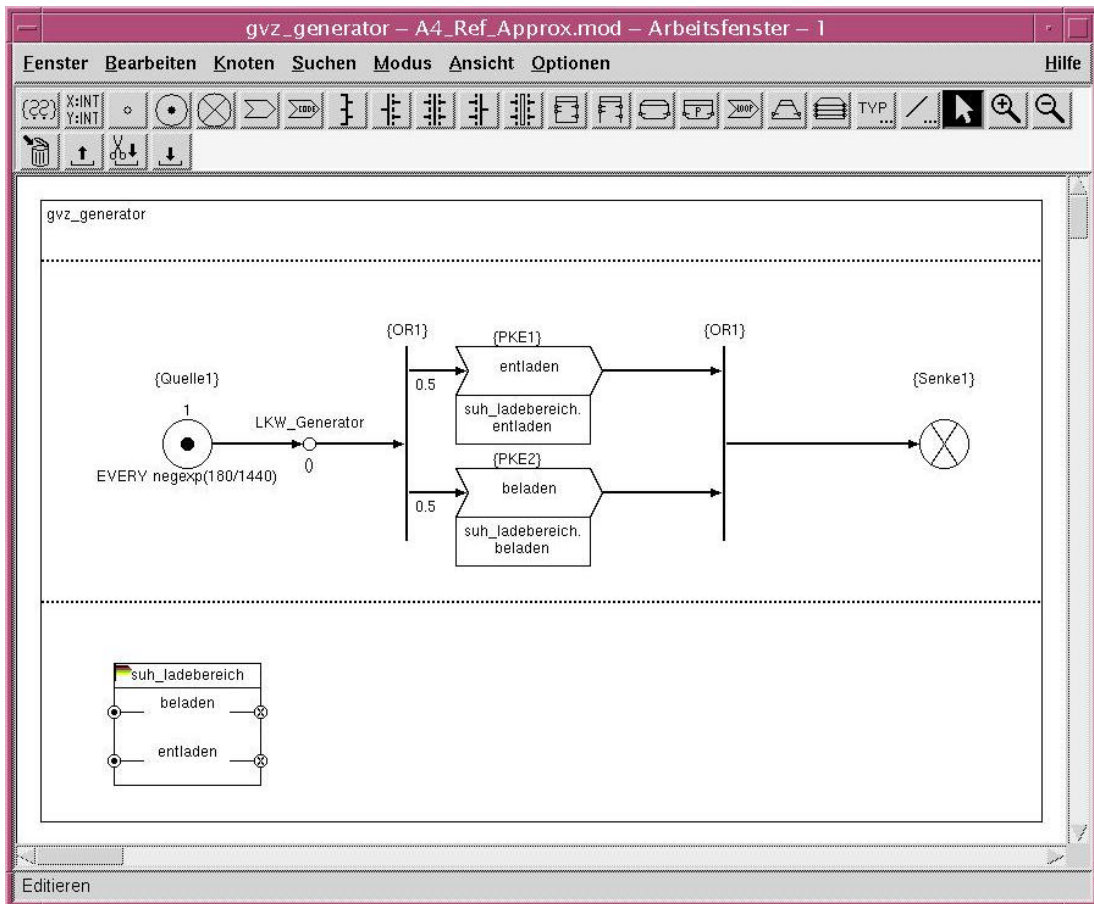 gvz_generator – A4_Ref_Approx.mod – Arbeitsfenster – 1
Fenster Bearbeiten Knoten Suchen Modus Ansicht Optionen Hilfe
{??} X:INT
Y:INT
CODE
P
LOOP
TYP
...
...
gvz_generator
{OR1}
{PKE1}
{OR1}
entladen
{Quelle1}
0.5
{Senke1}
1
suh_ladebereich.
entladen
LKW_Generator
0
EVERY negexp(180/1440)
{PKE2}
beladen
0.5
suh_ladebereich.
beladen
suh_ladebereich
beladen
entladen
Editieren